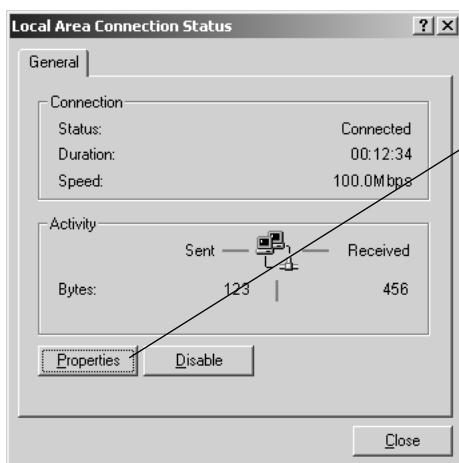 Local Area Connection Status
General
Connection
Status: Connected
Duration: 00:12:34
Speed: 100.0Mbps
Activity
Sent Received
Bytes: 123 456
Properties Disable
Close